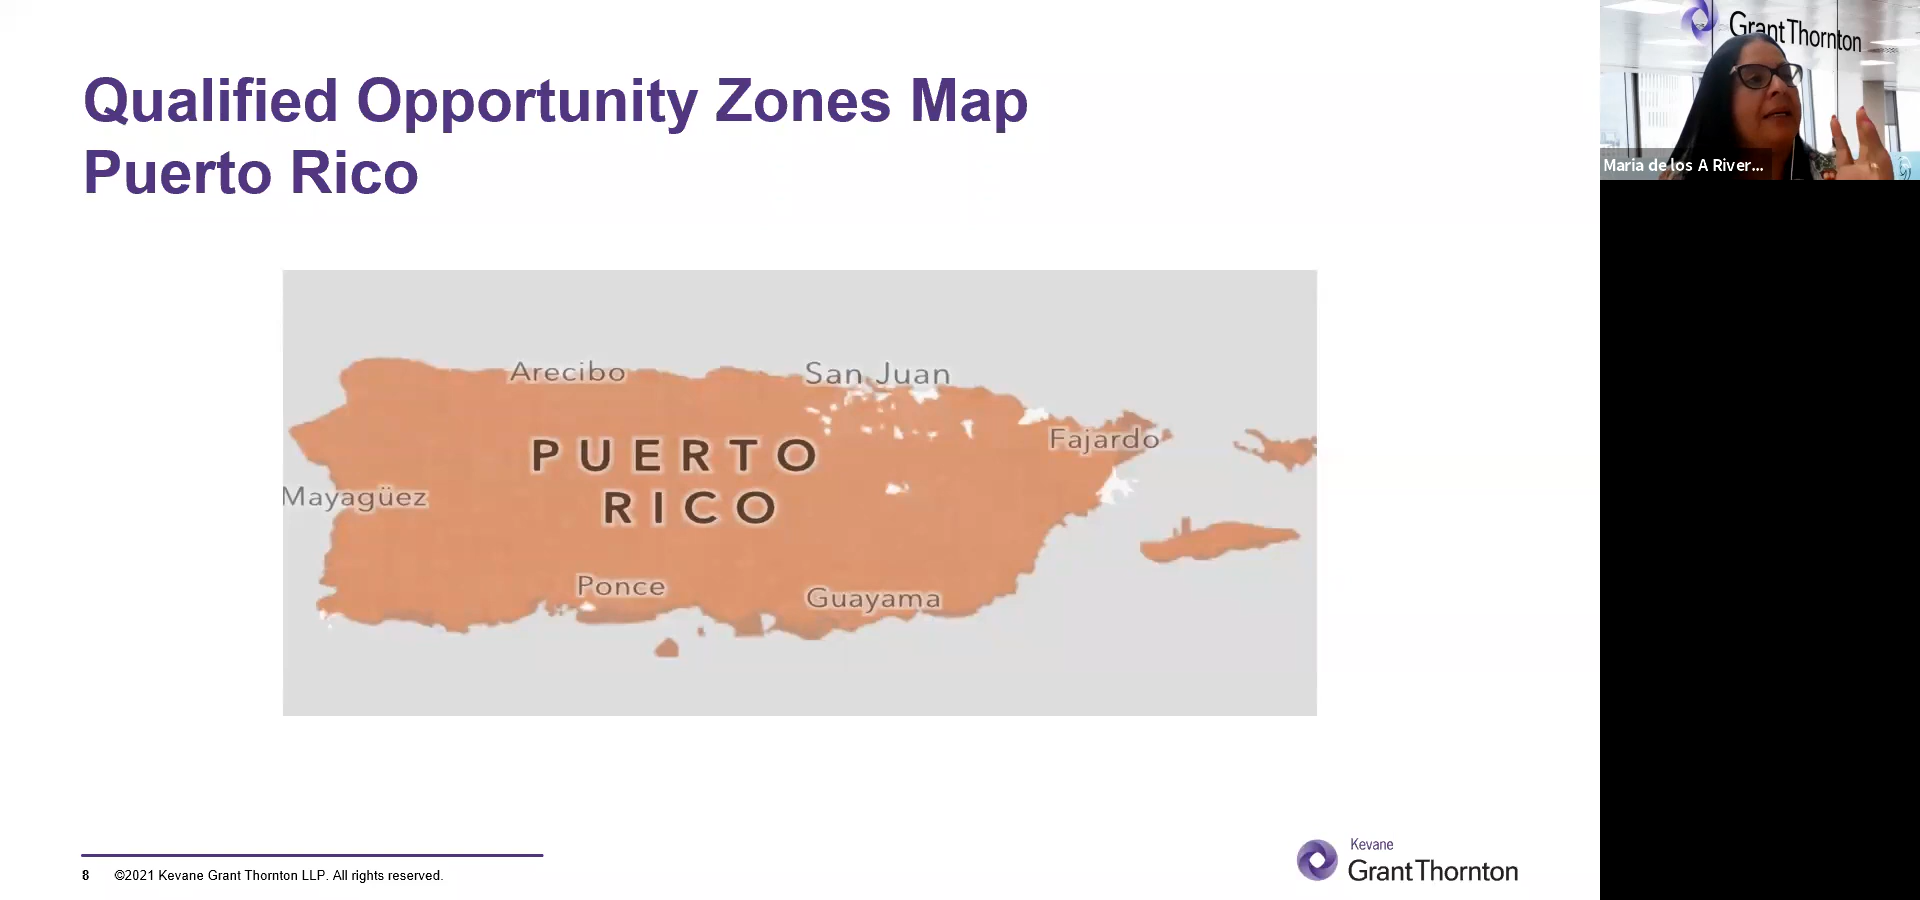 Qualified Opportunity Zones Map
Puerto Rico
Grant Thornton
Maria de los A River...
Arecibo
San Juan
PUERTO
RICO
Fajardo
Mayagüez
Ponce
Guayama
8 ©2021 Kevane Grant Thornton LLP. All rights reserved.
Kevane
Grant Thornton